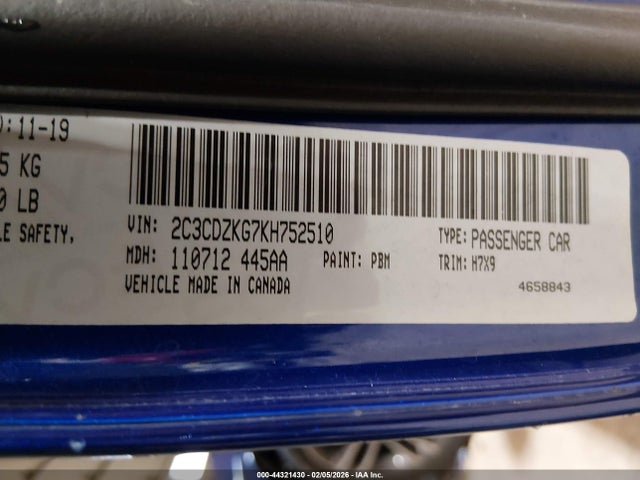 :11-19
5 KG
0 LB
LE SAFETY,
VIN: 2C3CDZKG7KH752510
TYPE: PASSENGER CAR
MDH: 110712 445AA PAINT: PBM
TRIM: H7X9
VEHICLE MADE IN CANADA
4658843
000-44321430 - 02/05/2026 - IAA Inc.